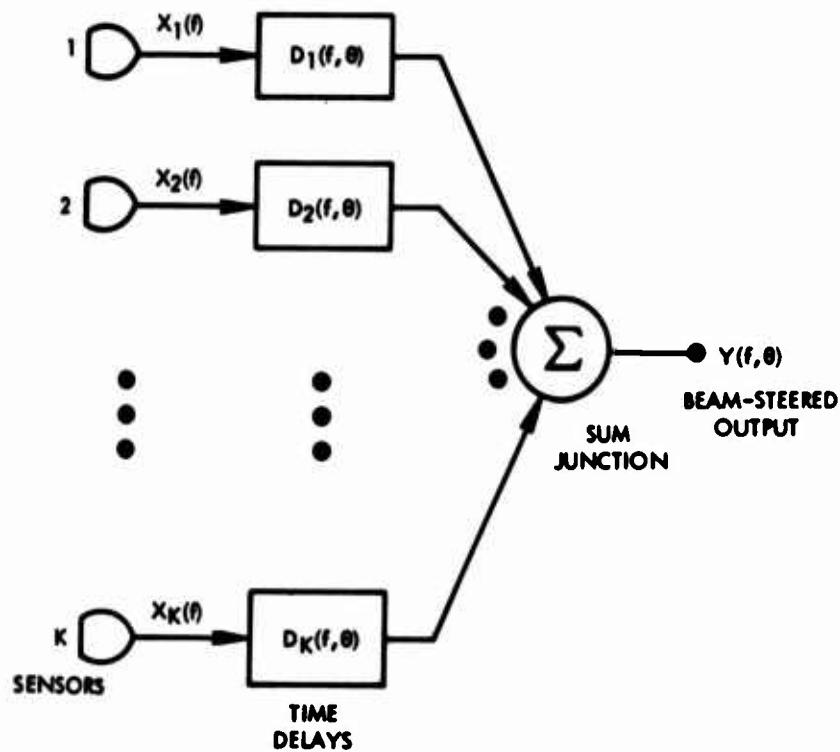 1 X1(f) D1(f,θ)
2 X2(f) D2(f,θ)
Σ Y(f,θ)
BEAM-STEERED
OUTPUT
SUM
JUNCTION
K XK(f) DK(f,θ)
SENSORS
TIME
DELAYS